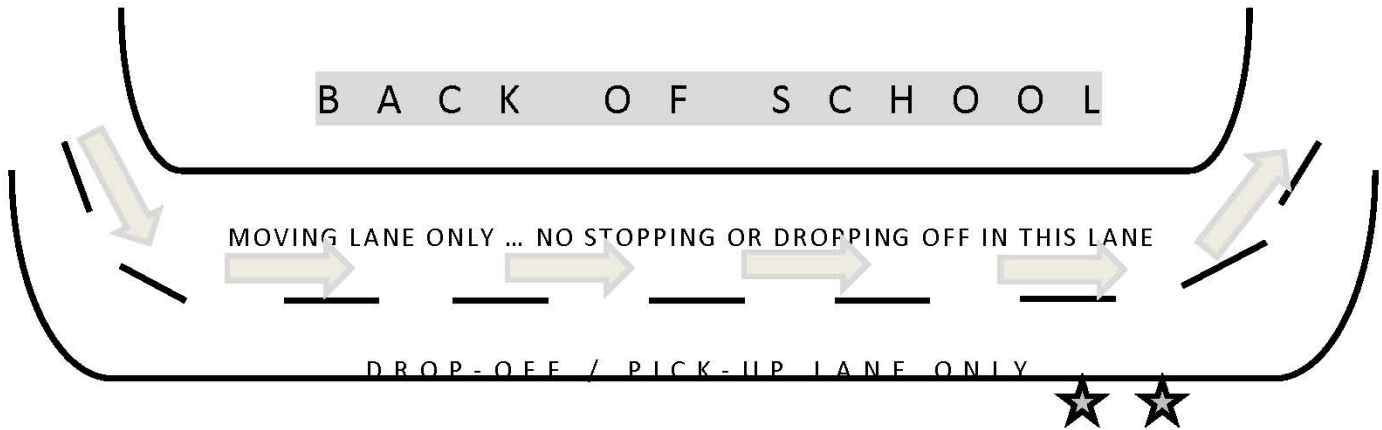 BACK OF SCHOOL
MOVING LANE ONLY ... NO STOPPING OR DROPPING OFF IN THIS LANE
DROP-OFF / PICK-UP LANE ONLY